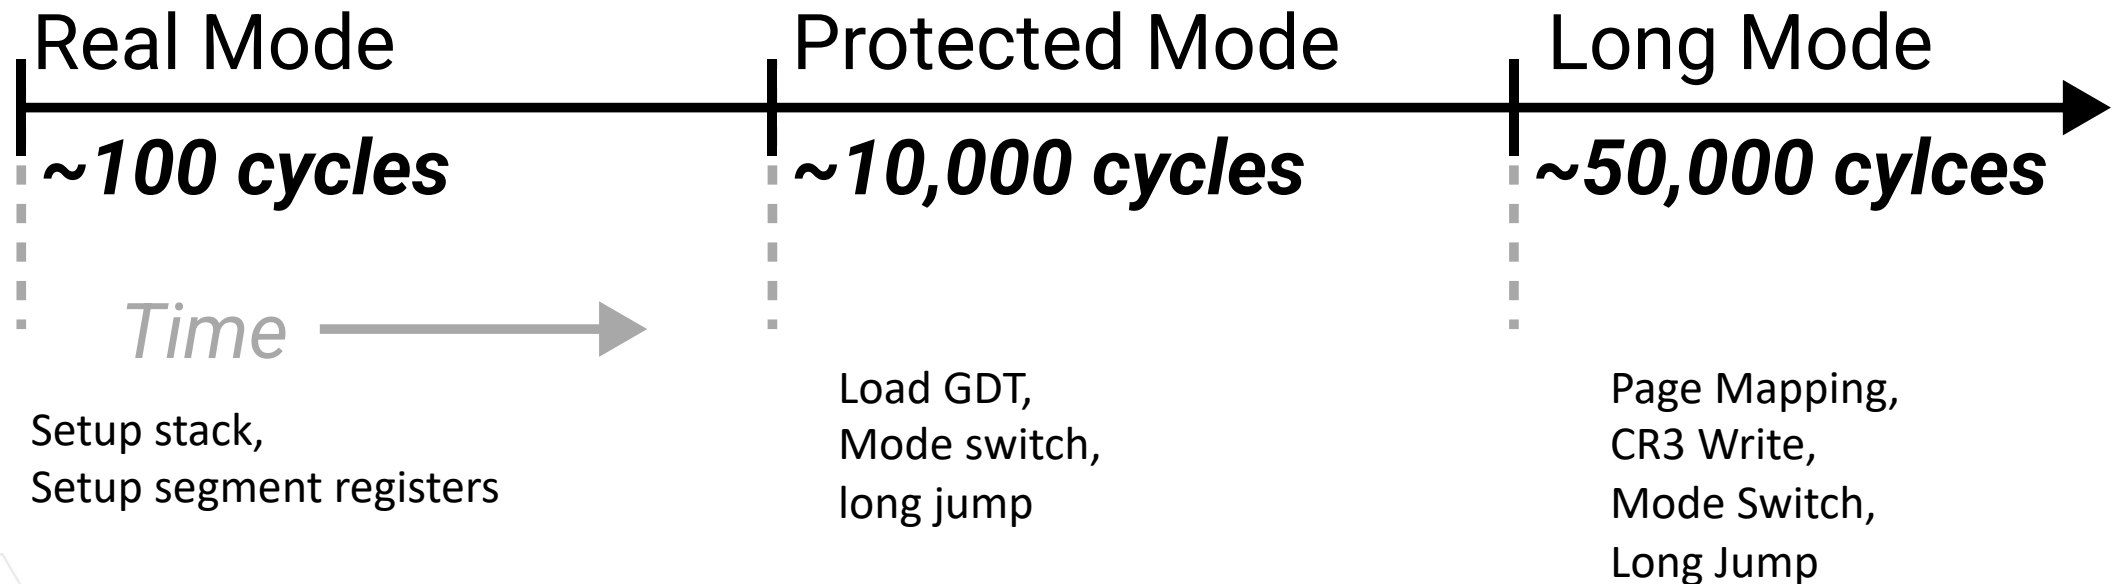 Real Mode
Protected Mode
Long Mode
~100 cycles
~10,000 cycles
~50,000 cylces
Time
Setup stack,
Setup segment registers
Load GDT,
Mode switch,
long jump
Page Mapping,
CR3 Write,
Mode Switch,
Long Jump